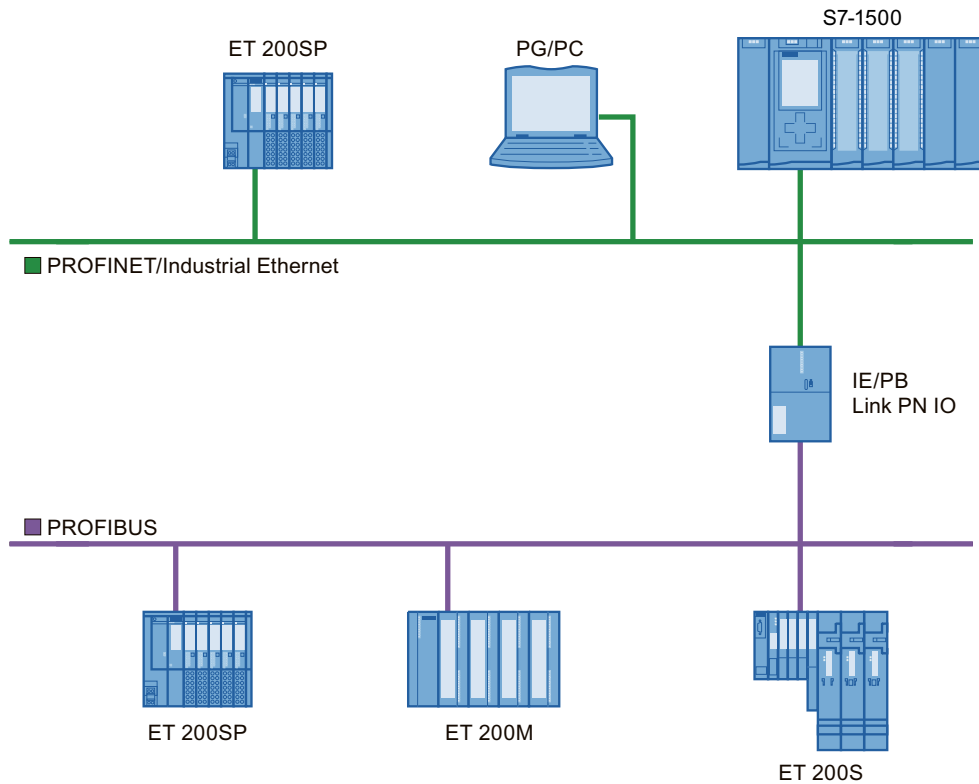 S7-1500
ET 200SP
PG/PC
PROFINET/Industrial Ethernet
IE/PB
Link PN IO
PROFIBUS
ET 200SP
ET 200M
ET 200S